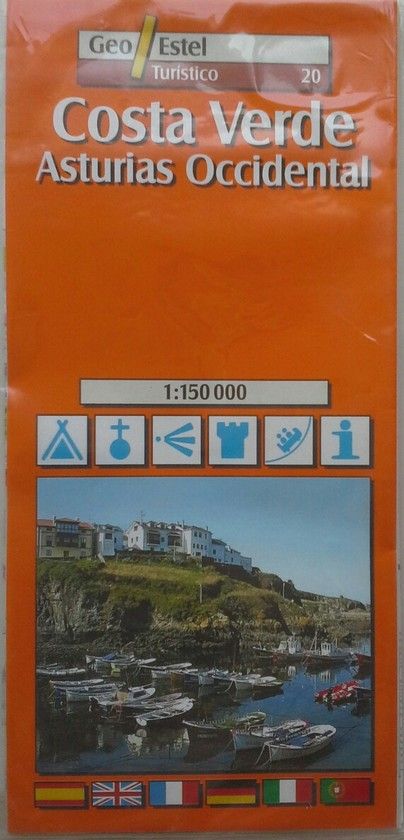 Geo Estel
Turístico 20
Costa Verde
Asturias Occidental
1:150 000